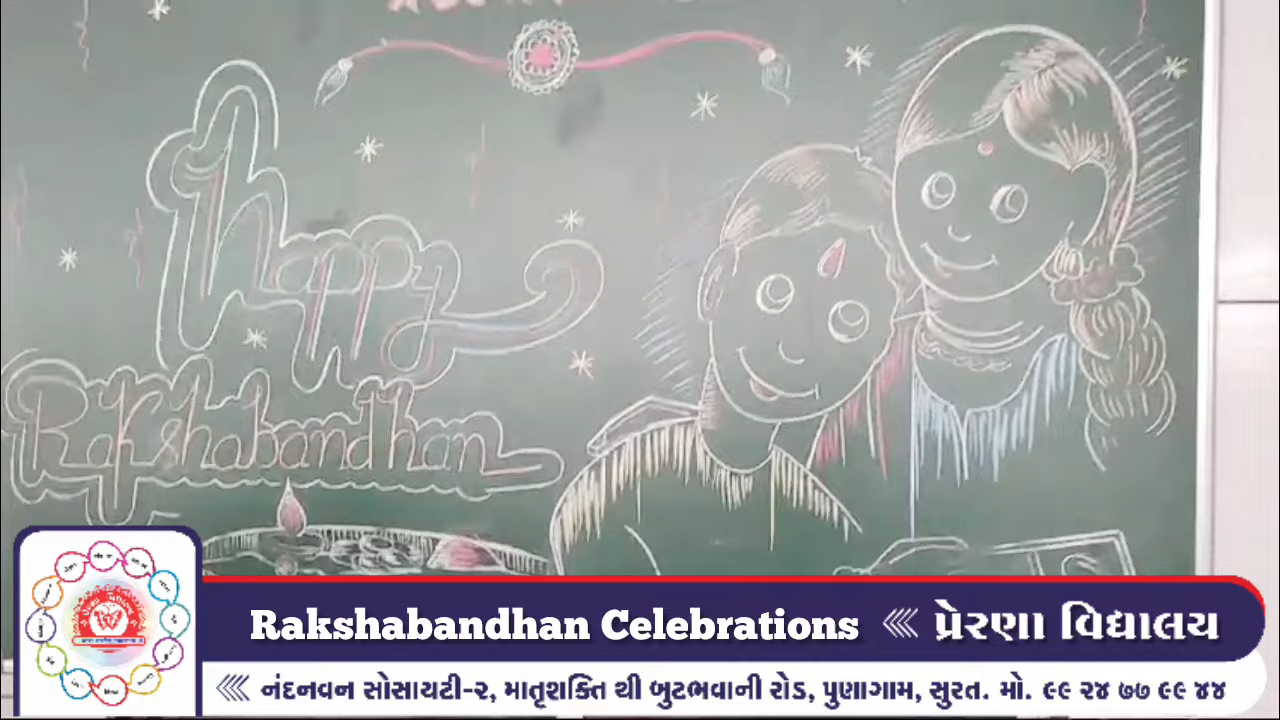 Happy
Rakshabandhan
Rakshabandhan Celebrations
પ્રેરણા વિદ્યાલય
નંદનવન સોસાયટી-૨, માતૃશક્તિ થી બુટભવાની રોડ, પુણાગામ, સુરત. મો. ૯૯ ૨૪ ૭૭ ૯૯ ૪૪